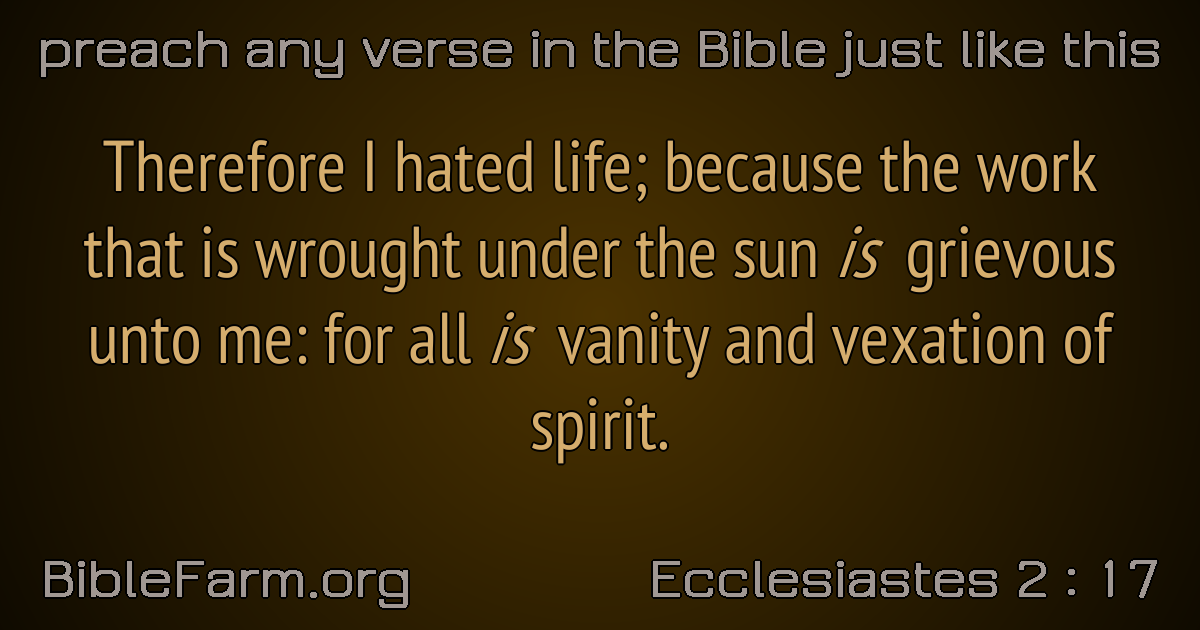 preach any verse in the Bible just like this
Therefore I hated life; because the work
that is wrought under the sun is grievous
unto me: for all is vanity and vexation of
spirit.
BibleFarm.org
Ecclesiastes 2 : 17